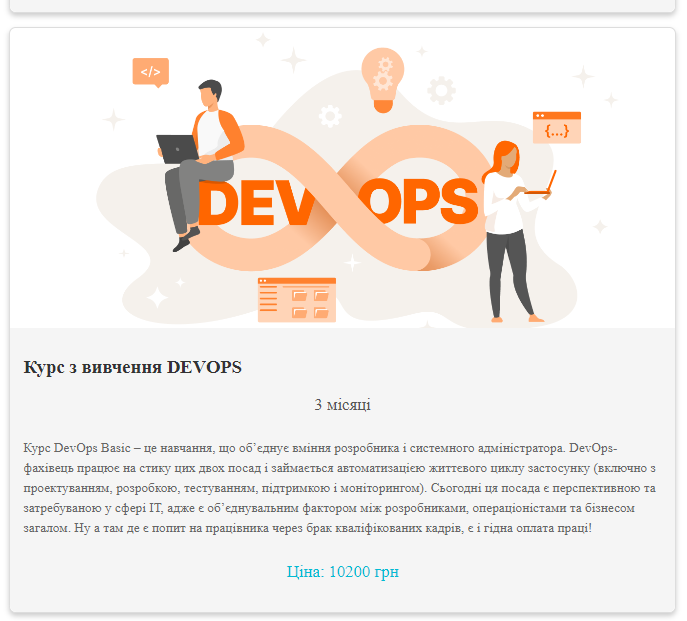 </>
{...}
DEVOPS
Курс з вивчення DEVOPS
3 місяці
Курс DevOps Basic – це навчання, що об’єднує вміння розробника і системного адміністратора. DevOps-
фахівець працює на стику цих двох посад і займається автоматизацією життєвого циклу застосунку (включно з
проектуванням, розробкою, тестуванням, підтримкою і моніторингом). Сьогодні ця посада є перспективною та
затребуваною у сфері IT, адже є об’єднувальним фактором між розробниками, операціоністами та бізнесом
загалом. Ну а там де є попит на працівника через брак кваліфікованих кадрів, є і гідна оплата праці!
Ціна: 10200 грн